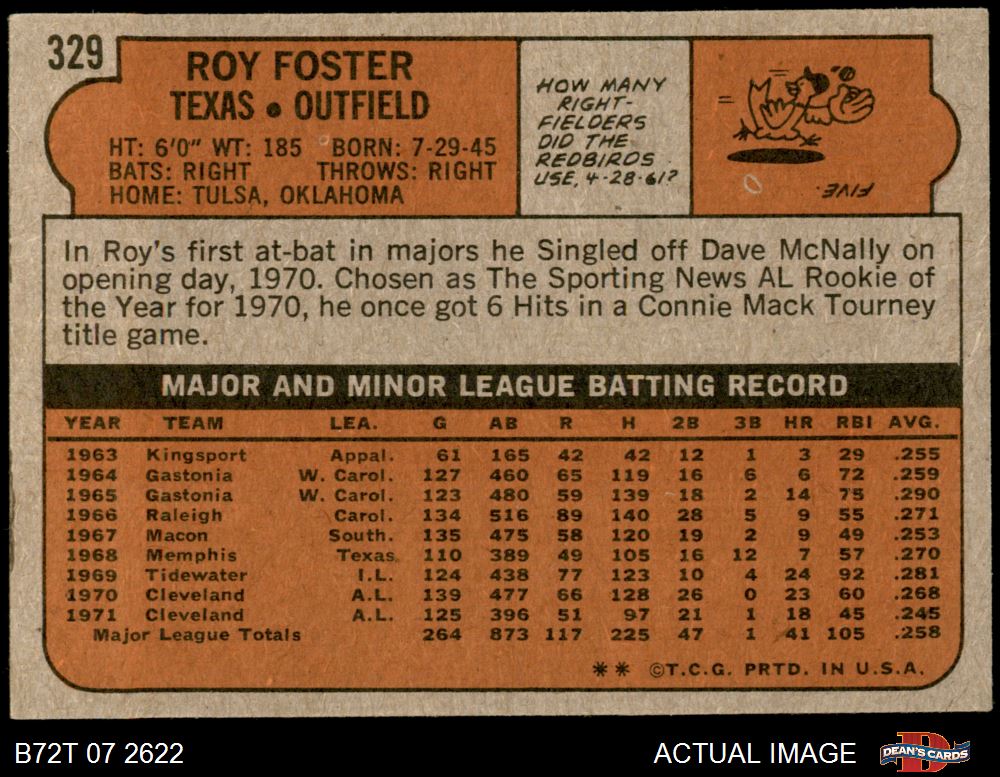 329
ROY FOSTER
TEXAS • OUTFIELD
HT: 6'0" WT: 185 BORN: 7-29-45
BATS: RIGHT THROWS: RIGHT
HOME: TULSA, OKLAHOMA
HOW MANY
RIGHT-
FIELDERS
DID THE
REDBIRDS
USE, 4-28-61?
FIVE.
In Roy's first at-bat in majors he Singled off Dave McNally on
opening day, 1970. Chosen as The Sporting News AL Rookie of
the Year for 1970, he once got 6 Hits in a Connie Mack Tourney
title game.
MAJOR AND MINOR LEAGUE BATTING RECORD
YEAR TEAM LEA. G AB R H 2B 3B HR RBI AVG.
1963 Kingsport Appal. 61 165 42 42 12 1 3 29 .255
1964 Gastonia W. Carol. 127 460 65 119 16 6 6 72 .259
1965 Gastonia W. Carol. 123 480 59 139 18 2 14 75 .290
1966 Raleigh Carol. 134 516 89 140 28 5 9 55 .271
1967 Macon South. 135 475 58 120 19 2 9 49 .253
1968 Memphis Texas 110 389 49 105 16 12 7 57 .270
1969 Tidewater I.L. 124 438 77 123 10 4 24 92 .281
1970 Cleveland A.L. 139 477 66 128 26 0 23 60 .268
1971 Cleveland A.L. 125 396 51 97 21 1 18 45 .245
Major League Totals 264 873 117 225 47 1 41 105 .258
** ©T.C.G. PRTD. IN U.S.A.
B72T 07 2622 ACTUAL IMAGE DEAN'S CARDS